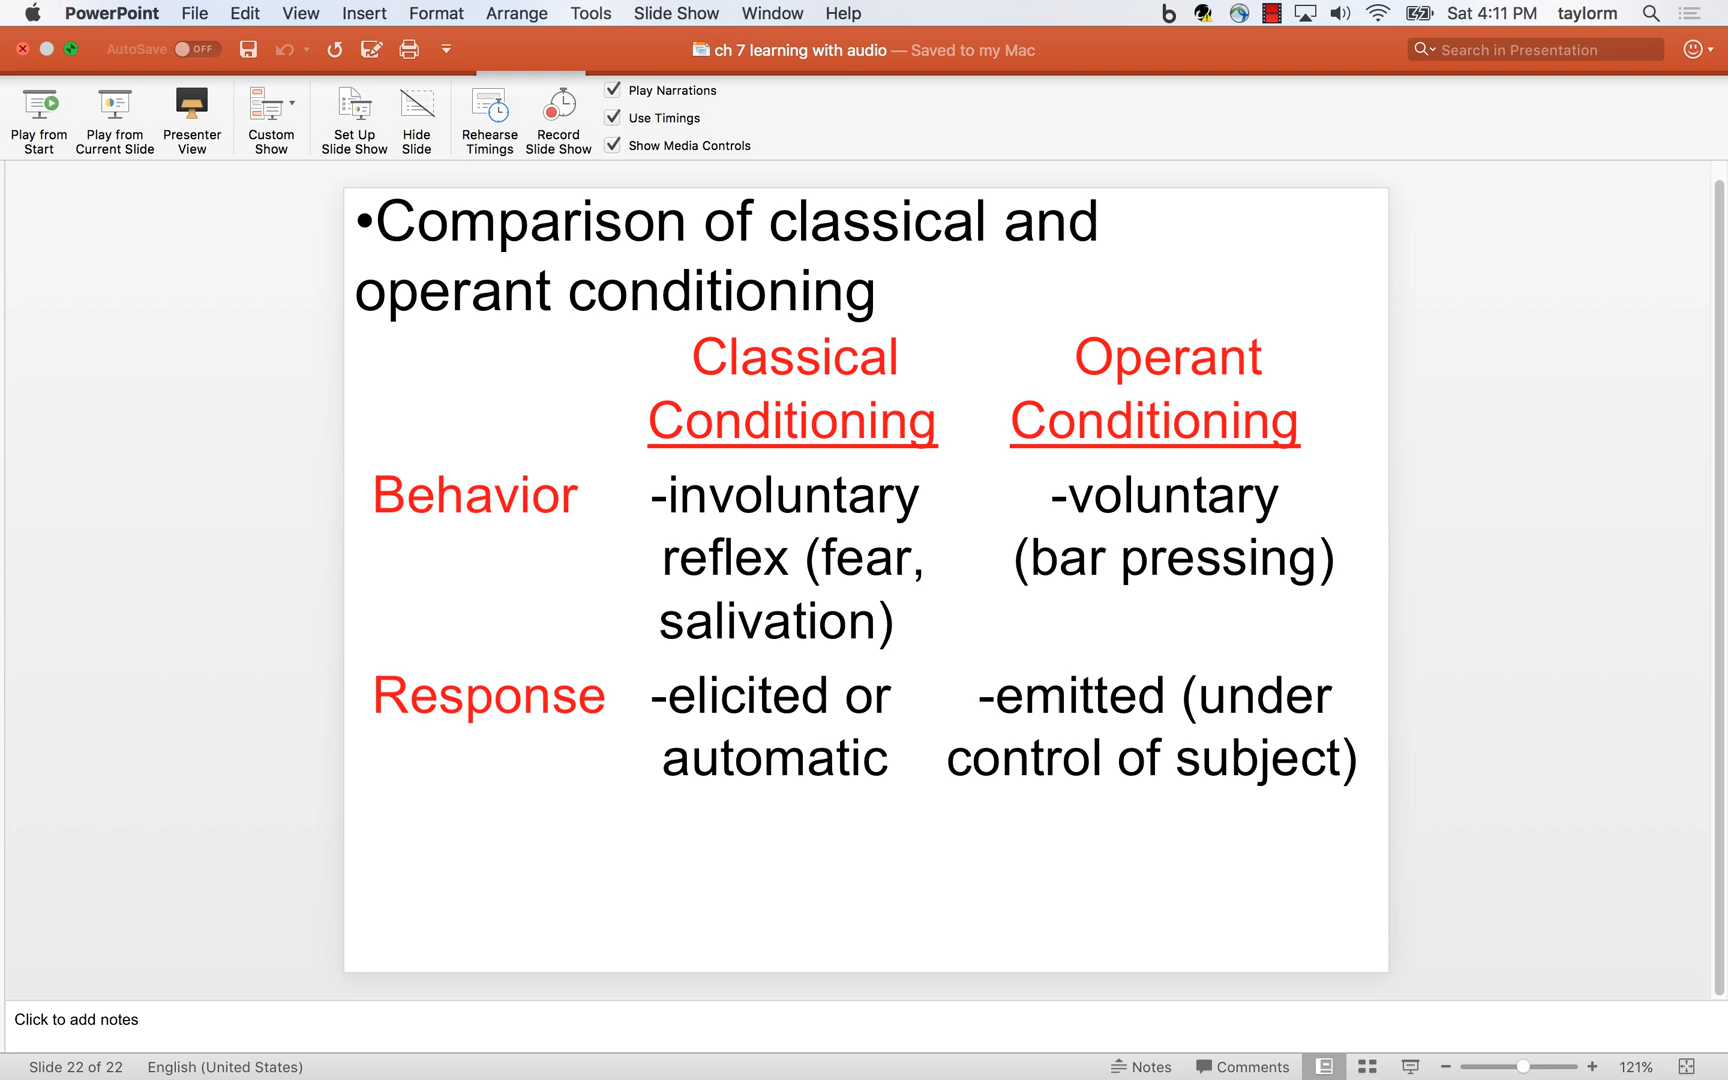 PowerPoint File Edit View Insert Format Arrange Tools Slide Show Window Help Sat 4:11 PM taylorm
AutoSave OFF ch 7 learning with audio — Saved to my Mac Search in Presentation
Play from Start
Play from Current Slide
Presenter View
Custom Show
Set Up Slide Show
Hide Slide
Rehearse Timings
Record Slide Show
Play Narrations
Use Timings
Show Media Controls
•Comparison of classical and
operant conditioning
Classical Operant
Conditioning Conditioning
Behavior -involuntary -voluntary
reflex (fear, (bar pressing)
salivation)
Response -elicited or -emitted (under
automatic control of subject)
Click to add notes
Slide 22 of 22 English (United States) Notes Comments 121%